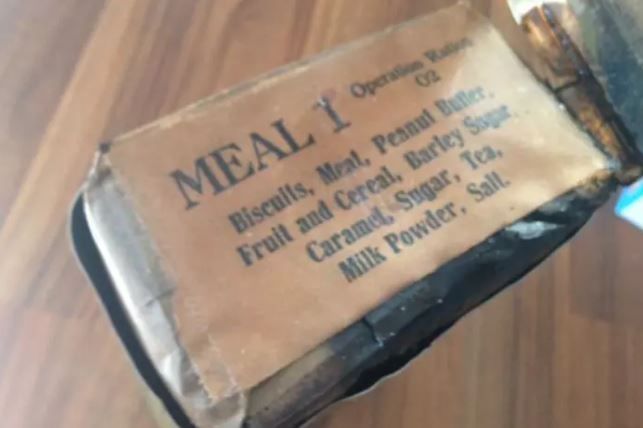 MEAL 1 Operation Ration
O2
Biscuits, Meat, Peanut Butter,
Fruit and Cereal, Barley Sugar
Caramel, Sugar, Tea,
Milk Powder, Salt.